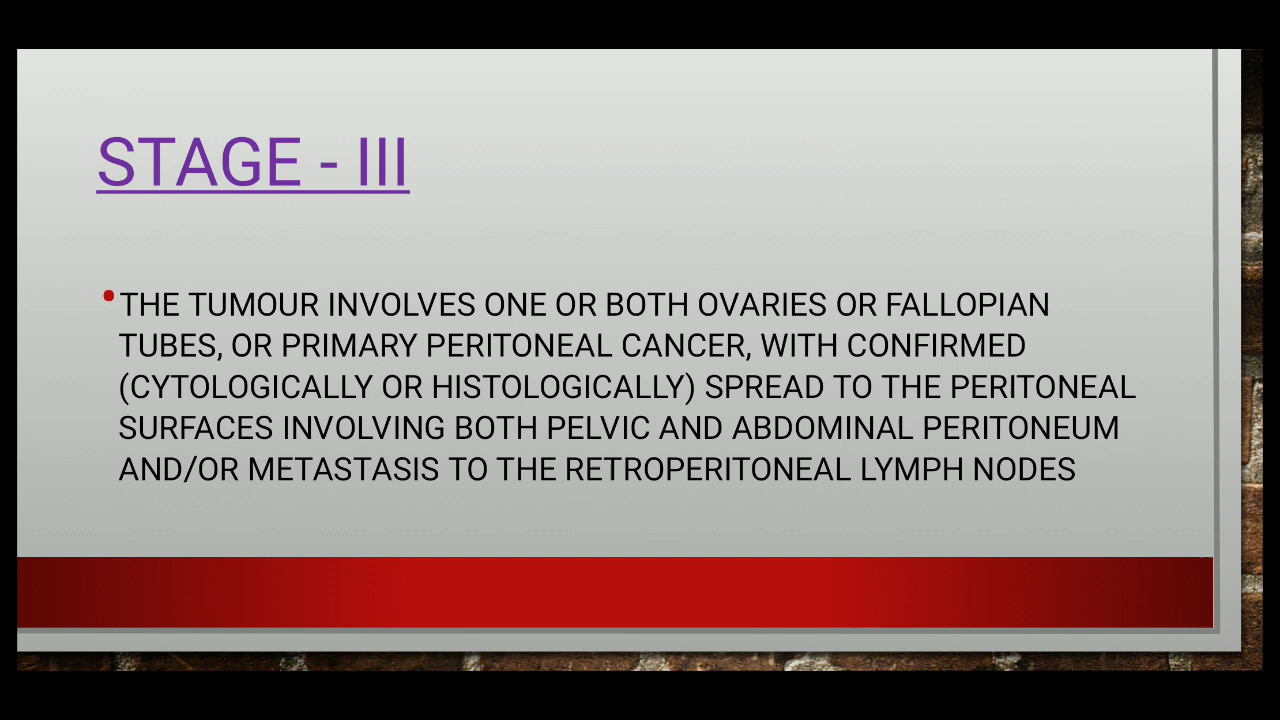 STAGE - III
• THE TUMOUR INVOLVES ONE OR BOTH OVARIES OR FALLOPIAN
TUBES, OR PRIMARY PERITONEAL CANCER, WITH CONFIRMED
(CYTOLOGICALLY OR HISTOLOGICALLY) SPREAD TO THE PERITONEAL
SURFACES INVOLVING BOTH PELVIC AND ABDOMINAL PERITONEUM
AND/OR METASTASIS TO THE RETROPERITONEAL LYMPH NODES